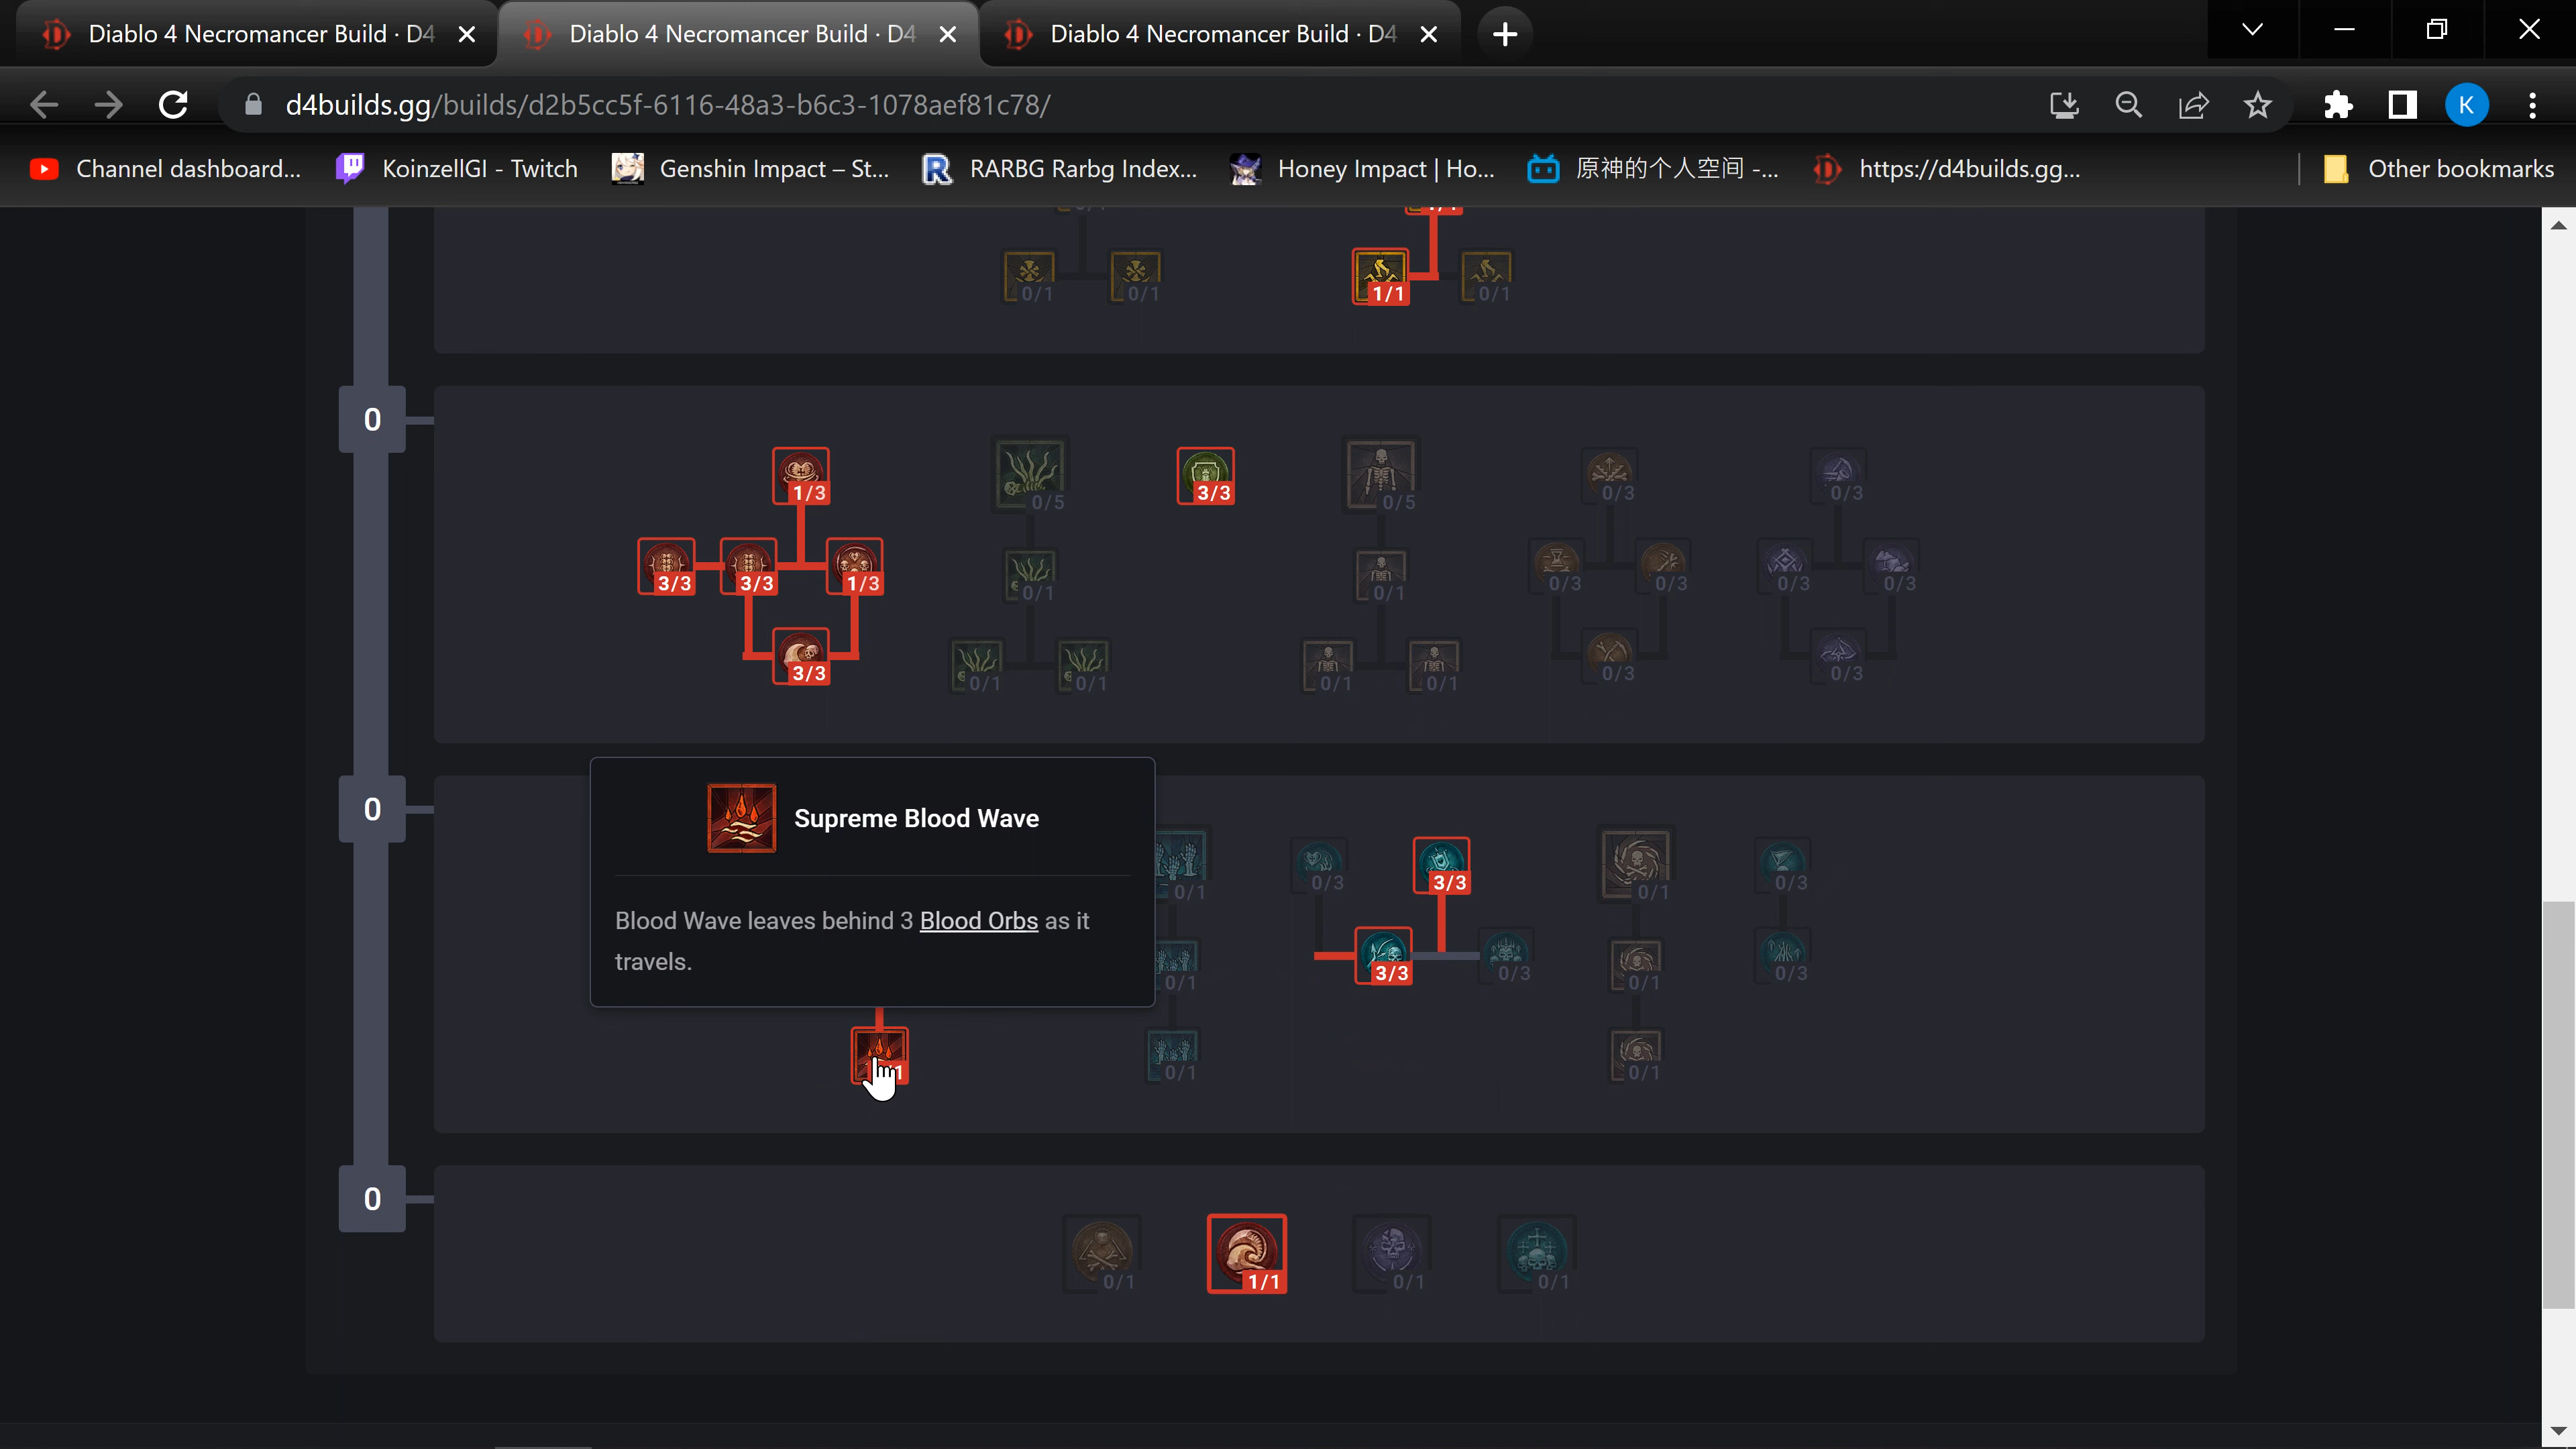 Diablo 4 Necromancer Build · D4
Diablo 4 Necromancer Build · D4
Diablo 4 Necromancer Build · D4
d4builds.gg/builds/d2b5cc5f-6116-48a3-b6c3-1078aef81c78/
K
Channel dashboard...
KoinzellGI - Twitch
Genshin Impact – St...
RARBG Rarbg Index...
Honey Impact | Ho...
原神的个人空间 -...
https://d4builds.gg...
Other bookmarks
0/1 0/1 1/1 0/1
0
1/3 0/5 3/3 0/5 0/3 0/3
3/3 3/3 1/3 0/1 0/1 0/3 0/3 0/3 0/3
3/3 0/1 0/1 0/1 0/1 0/3 0/3
0
Supreme Blood Wave
Blood Wave leaves behind 3 Blood Orbs as it
travels.
0/1 0/3 3/3 0/1 0/3
0/1 3/3 0/3 0/1 0/3
0/1 0/1
0
0/1 1/1 0/1 0/1